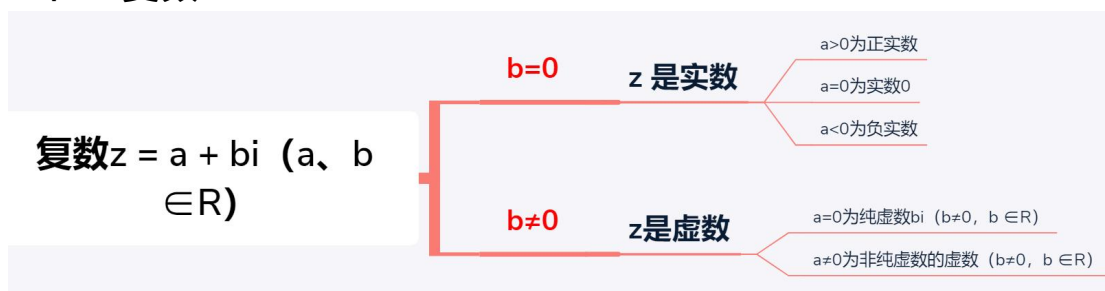 复数z = a + bi（a、b
∈R)
b=0
z 是实数
a>0为正实数
a=0为实数0
a<0为负实数
b≠0
z是虚数
a=0为纯虚数bi（b≠0，b ∈R）
a≠0为非纯虚数的虚数（b≠0，b ∈R）